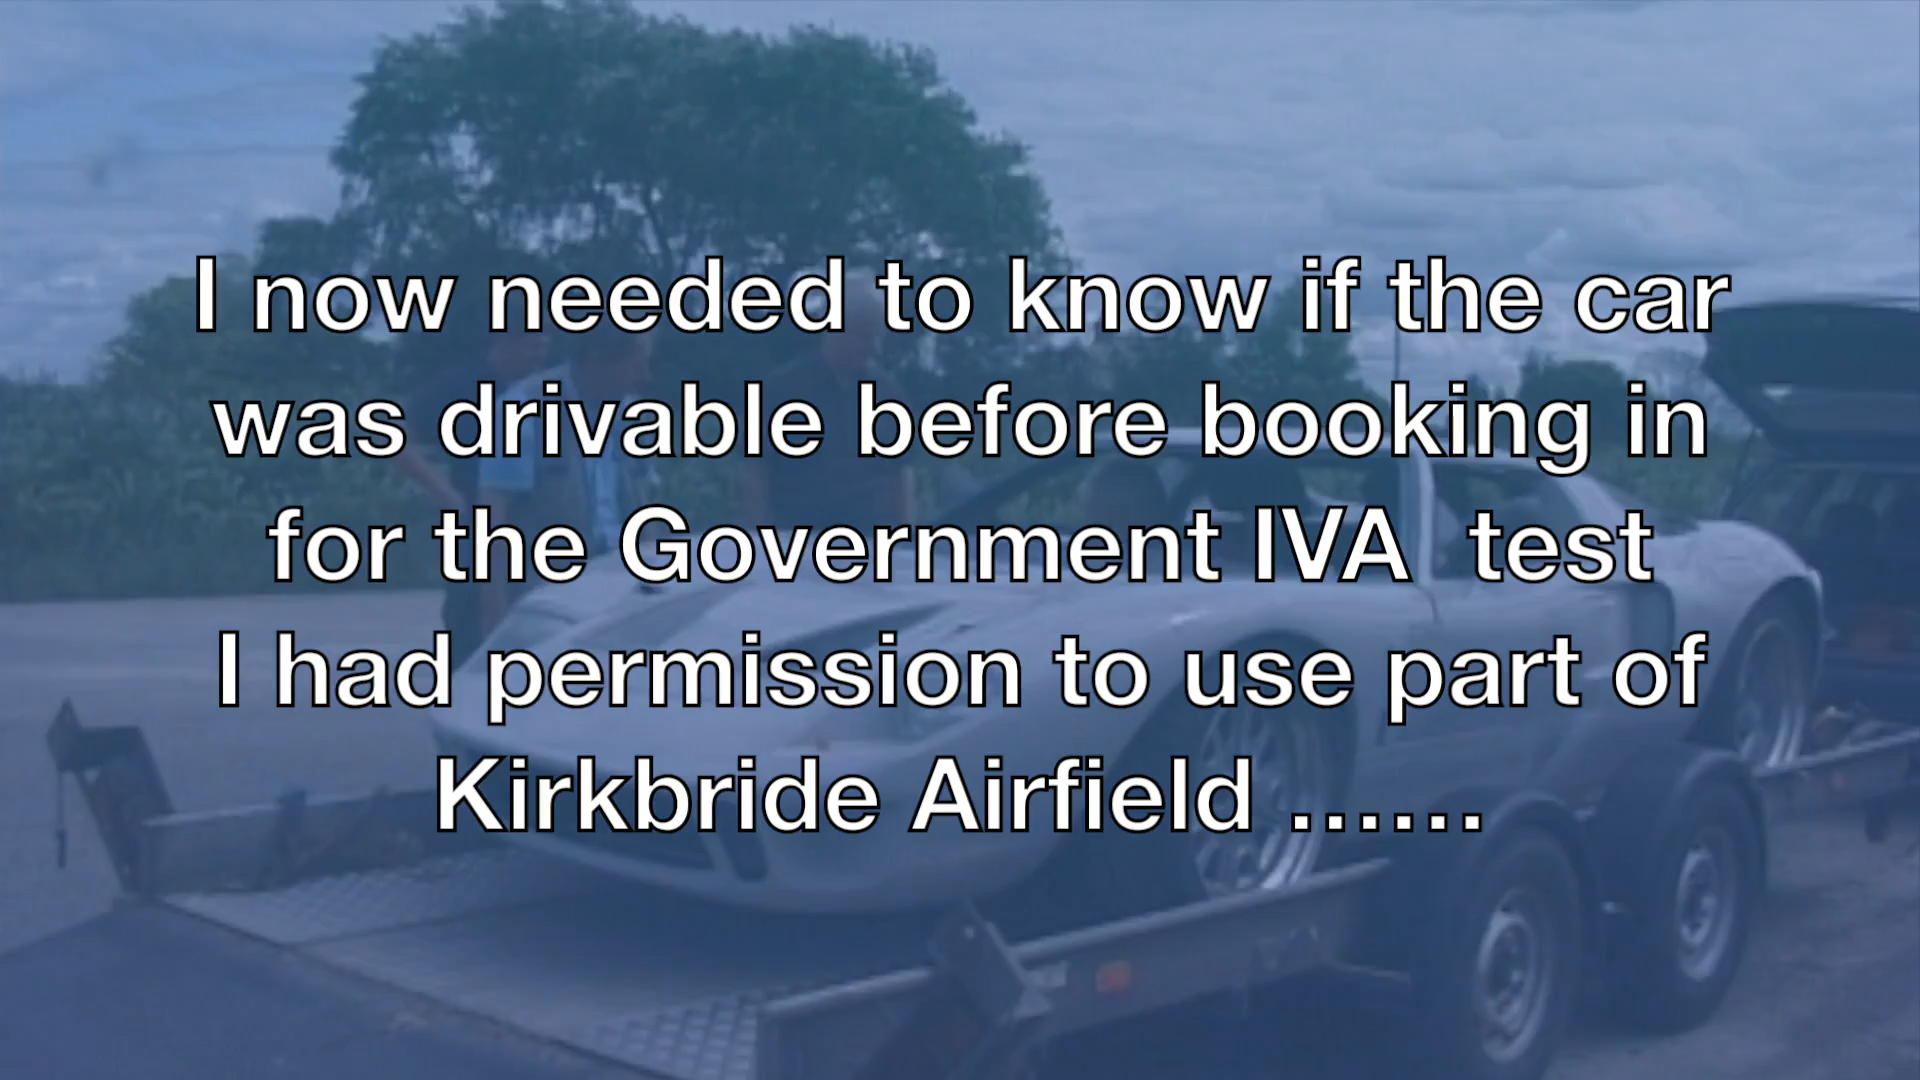 I now needed to know if the car
was drivable before booking in
for the Government IVA  test
I had permission to use part of
Kirkbride Airfield ......